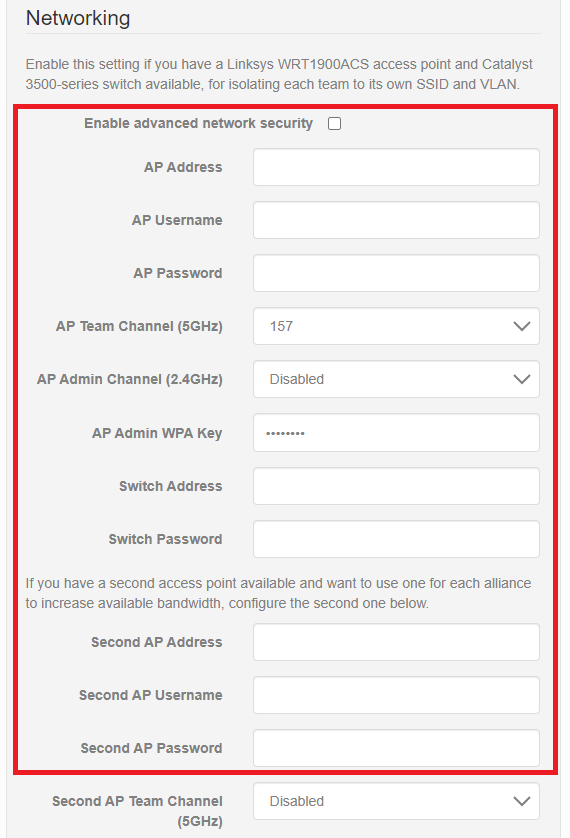 Networking
Enable this setting if you have a Linksys WRT1900ACS access point and Catalyst
3500-series switch available, for isolating each team to its own SSID and VLAN.
Enable advanced network security
AP Address
AP Username
AP Password
AP Team Channel (5GHz) 157
AP Admin Channel (2.4GHz) Disabled
AP Admin WPA Key ••••••••
Switch Address
Switch Password
If you have a second access point available and want to use one for each alliance
to increase available bandwidth, configure the second one below.
Second AP Address
Second AP Username
Second AP Password
Second AP Team Channel Disabled
(5GHz)